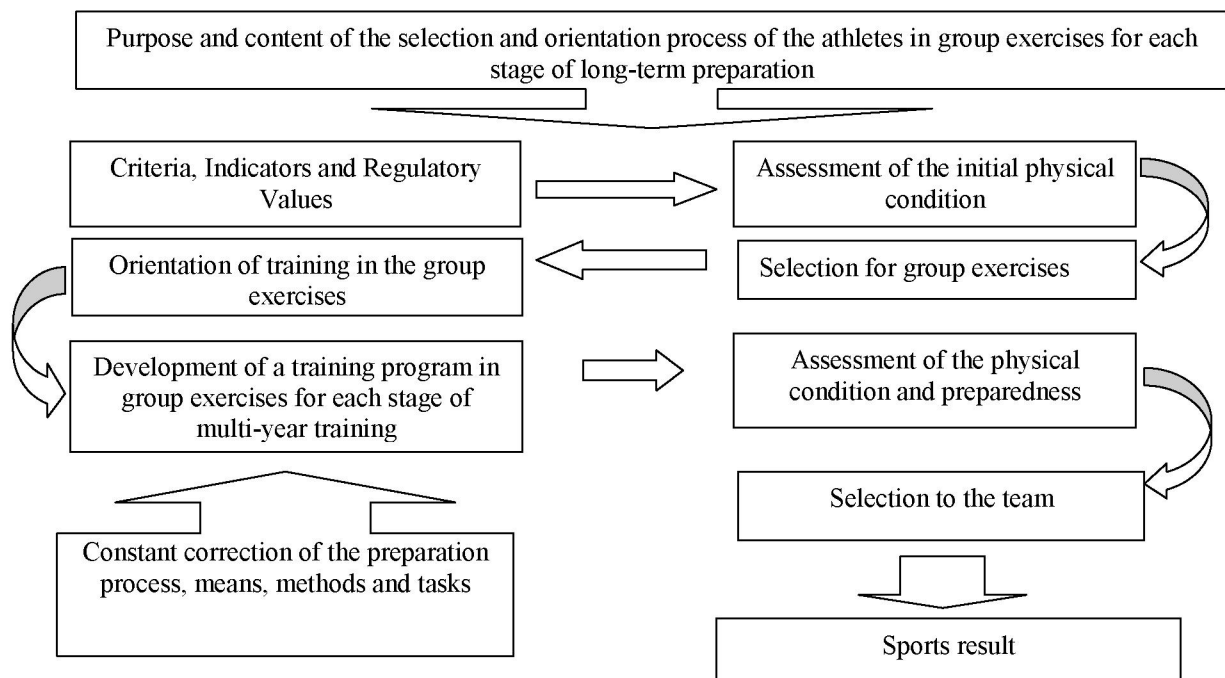 Purpose and content of the selection and orientation process of the athletes in group exercises for each
stage of long-term preparation
Criteria, Indicators and Regulatory
Values
Assessment of the initial physical
condition
Orientation of training in the group
exercises
Selection for group exercises
Development of a training program in
group exercises for each stage of
multi-year training
Assessment of the physical
condition and preparedness
Selection to the team
Constant correction of the preparation
process, means, methods and tasks
Sports result